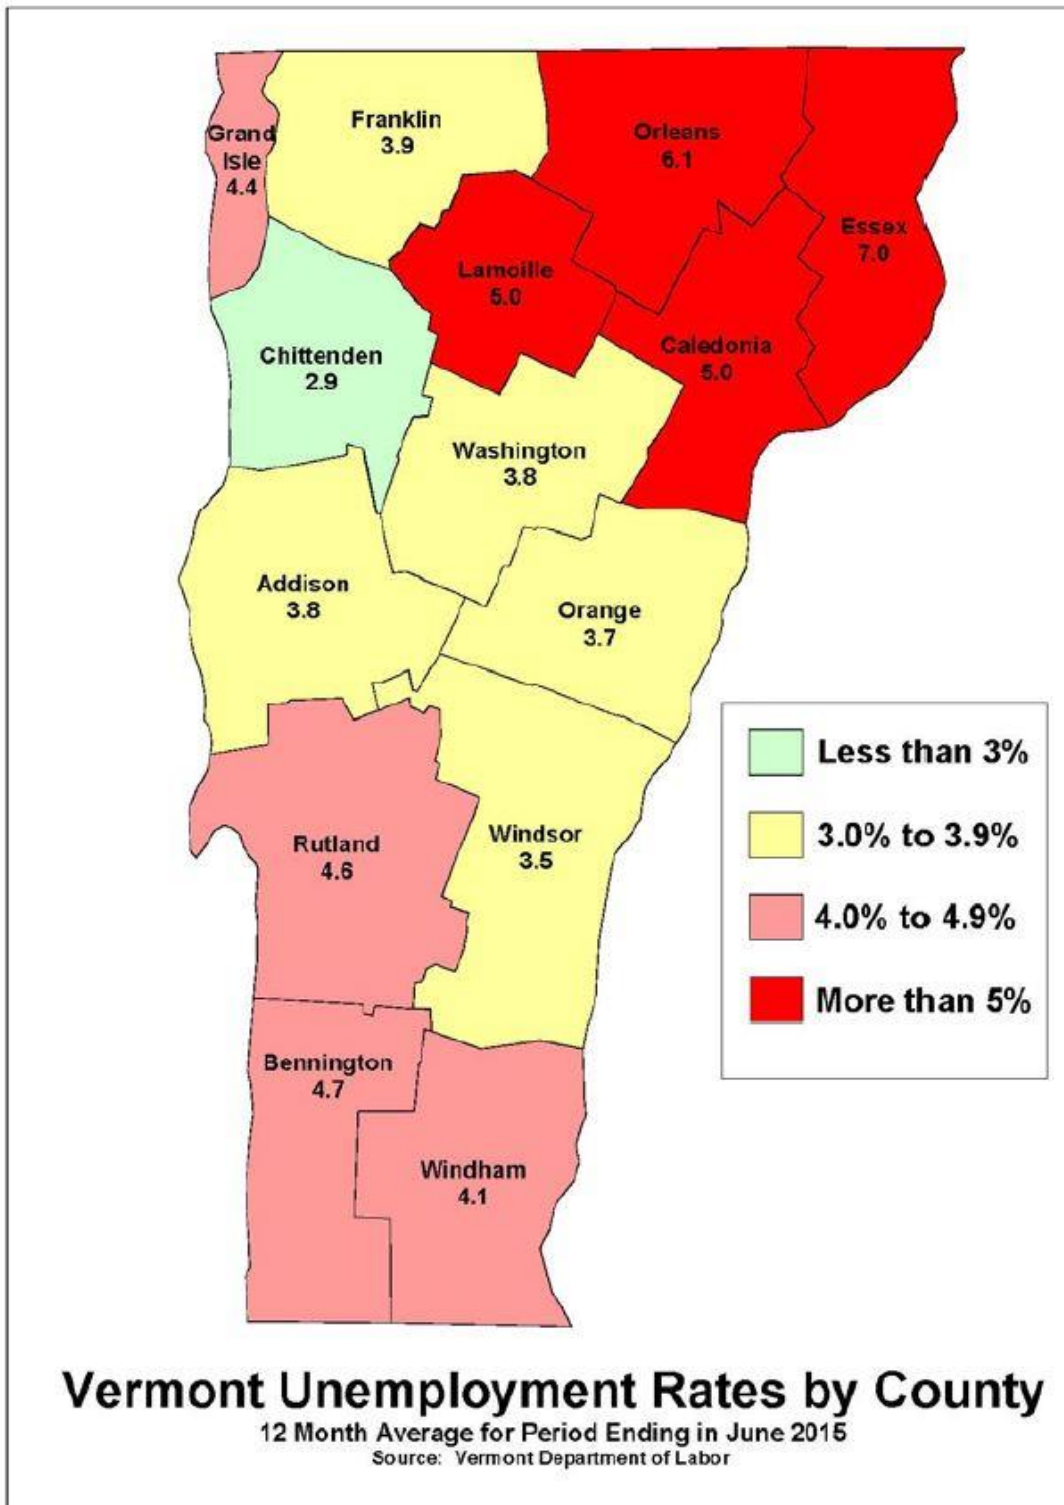 Grand
Isle
4.4
Franklin
3.9
Orleans
6.1
Essex
7.0
Lamoille
5.0
Caledonia
5.0
Chittenden
2.9
Washington
3.8
Addison
3.8
Orange
3.7
Rutland
4.6
Windsor
3.5
Bennington
4.7
Windham
4.1
Less than 3%
3.0% to 3.9%
4.0% to 4.9%
More than 5%
Vermont Unemployment Rates by County
12 Month Average for Period Ending in June 2015
Source: Vermont Department of Labor